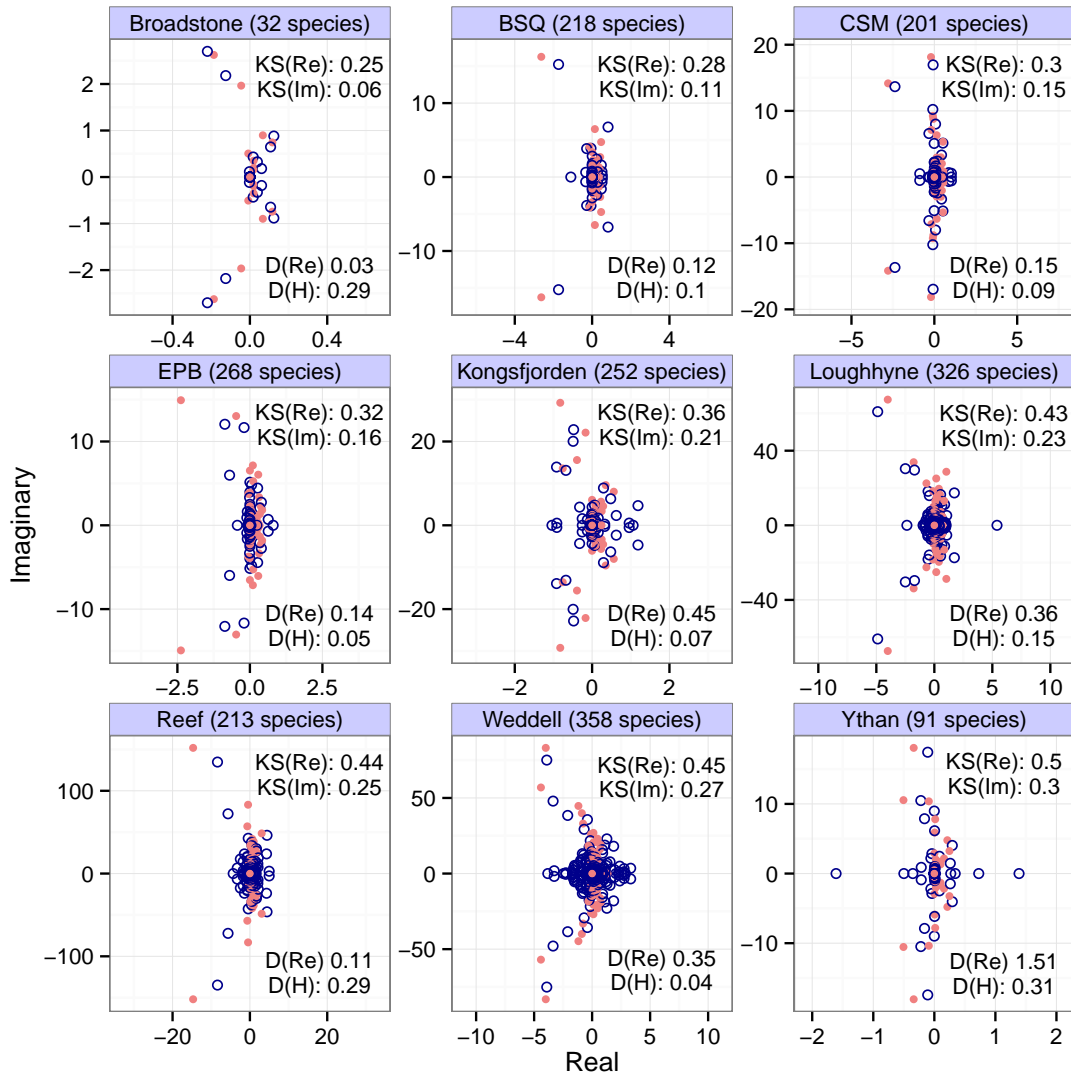 Broadstone (32 species)
KS(Re): 0.25
KS(Im): 0.06
D(Re) 0.03
D(H): 0.29
2
1
0
−1
−2
−0.4
0.0
0.4
BSQ (218 species)
KS(Re): 0.28
KS(Im): 0.11
D(Re) 0.12
D(H): 0.1
10
0
−10
−4
0
4
CSM (201 species)
KS(Re): 0.3
KS(Im): 0.15
D(Re) 0.15
D(H): 0.09
20
10
0
−10
−20
−5
0
5
EPB (268 species)
KS(Re): 0.32
KS(Im): 0.16
D(Re) 0.14
D(H): 0.05
10
0
−10
−2.5
0.0
2.5
Kongsfjorden (252 species)
KS(Re): 0.36
KS(Im): 0.21
D(Re) 0.45
D(H): 0.07
20
0
−20
−2
0
2
Loughhyne (326 species)
KS(Re): 0.43
KS(Im): 0.23
D(Re) 0.36
D(H): 0.15
40
0
−40
−10
−5
0
5
10
Reef (213 species)
KS(Re): 0.44
KS(Im): 0.25
D(Re) 0.11
D(H): 0.29
100
0
−100
−20
0
20
Weddell (358 species)
KS(Re): 0.45
KS(Im): 0.27
D(Re) 0.35
D(H): 0.04
50
0
−50
−10
−5
0
5
10
Ythan (91 species)
KS(Re): 0.5
KS(Im): 0.3
D(Re) 1.51
D(H): 0.31
10
0
−10
−2
−1
0
1
2
Imaginary
Real